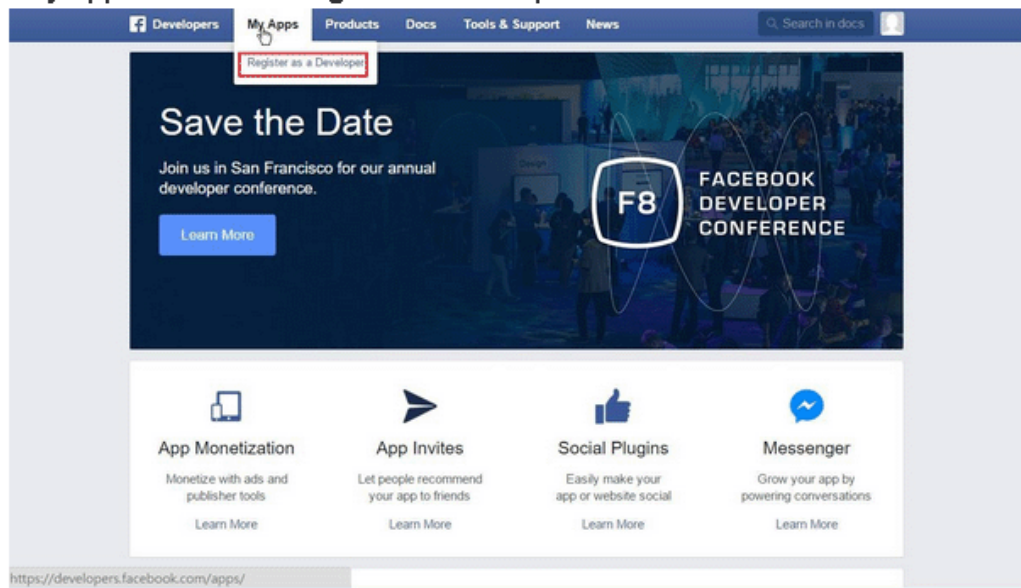 Developers My Apps Products Docs Tools & Support News Search in docs
Register as a Developer
Save the Date
Join us in San Francisco for our annual
developer conference.
Learn More
Design
F8
FACEBOOK
DEVELOPER
CONFERENCE
App Monetization
Monetize with ads and
publisher tools
Learn More
App Invites
Let people recommend
your app to friends
Learn More
Social Plugins
Easily make your
app or website social
Learn More
Messenger
Grow your app by
powering conversations
Learn More
https://developers.facebook.com/apps/